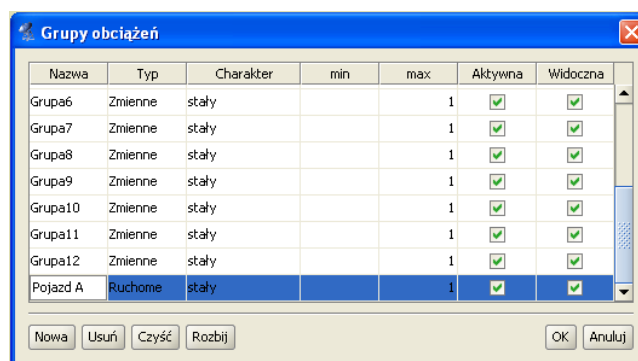 Grupy obciążeń
Nazwa Typ Charakter min max Aktywna Widoczna
Grupa6 Zmienne stały 1
Grupa7 Zmienne stały 1
Grupa8 Zmienne stały 1
Grupa9 Zmienne stały 1
Grupa10 Zmienne stały 1
Grupa11 Zmienne stały 1
Grupa12 Zmienne stały 1
Pojazd A Ruchome stały 1
Nowa Usuń Czyść Rozbij OK Anuluj